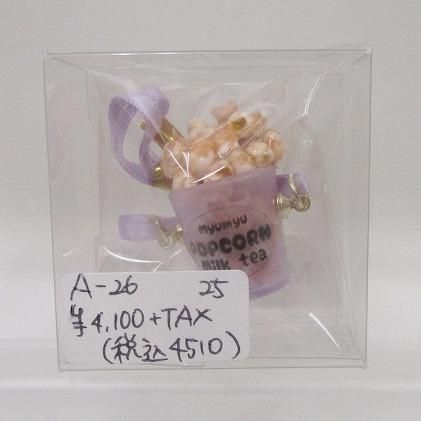 myumyu
POPCORN
milk tea
A-26 25
¥4,100+TAX
(税込4510)